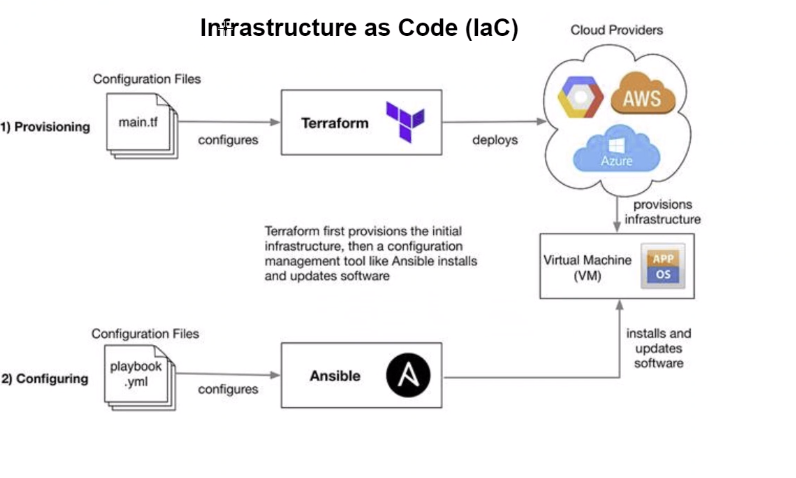 Infrastructure as Code (IaC)
Cloud Providers
Configuration Files
1) Provisioning
main.tf
configures
Terraform
deploys
AWS
Azure
provisions
infrastructure
Terraform first provisions the initial
infrastructure, then a configuration
management tool like Ansible installs
and updates software
Virtual Machine
(VM)
APP
OS
Configuration Files
2) Configuring
playbook
.yml
configures
Ansible
installs and
updates
software